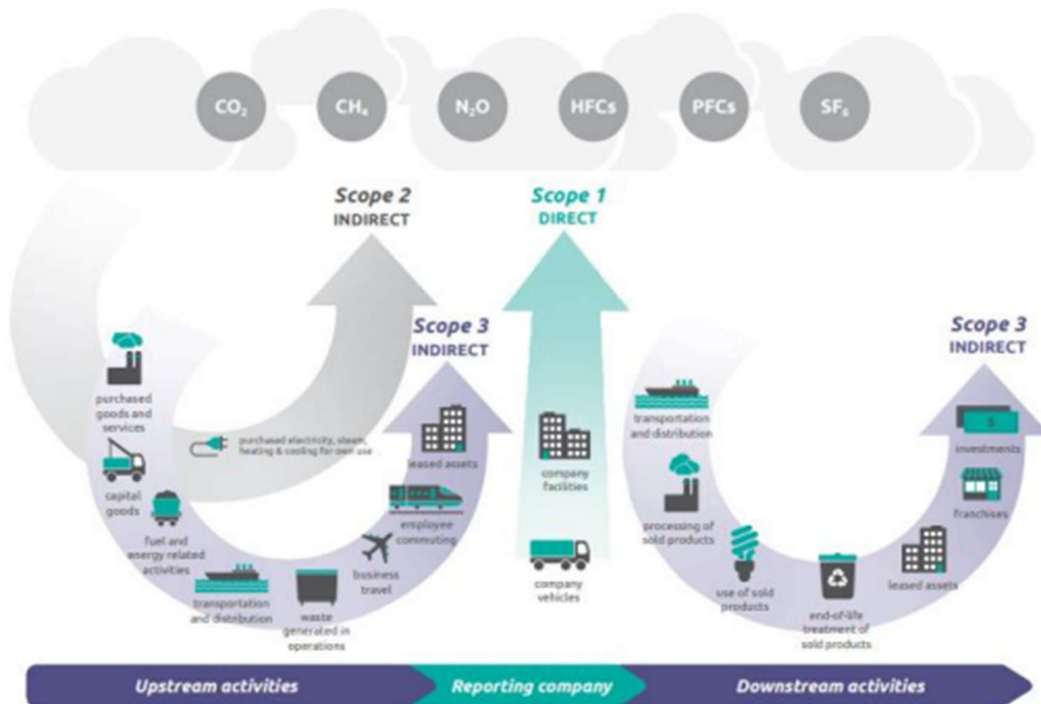 CO₂
CH₄
N₂O
HFCs
PFCs
SF₆
Scope 2
INDIRECT
Scope 1
DIRECT
Scope 3
INDIRECT
Scope 3
INDIRECT
purchased
goods and
services
capital
goods
fuel and
energy related
activities
transportation
and distribution
waste
generated in
operations
business
travel
employee
commuting
leased assets
purchased electricity, steam,
heating & cooling for own use
company
facilities
company
vehicles
transportation
and distribution
processing of
sold products
use of sold
products
end-of-life
treatment of
sold products
leased assets
franchises
$
investments
Upstream activities
Reporting company
Downstream activities